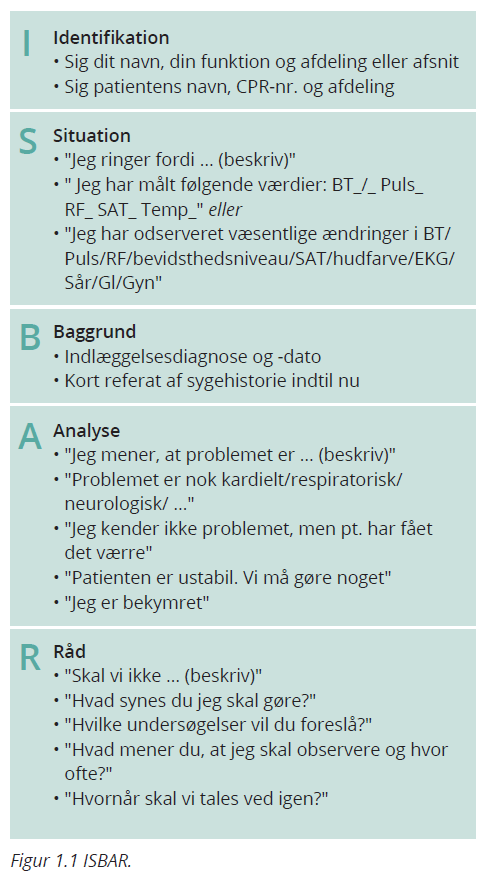 I Identifikation
• Sig dit navn, din funktion og afdeling eller afsnit
• Sig patientens navn, CPR-nr. og afdeling
S Situation
• "Jeg ringer fordi ... (beskriv)"
• " Jeg har målt følgende værdier: BT_/_ Puls_
RF_ SAT_ Temp_" eller
• "Jeg har odserveret væsentlige ændringer i BT/
Puls/RF/bevidsthedsniveau/SAT/hudfarve/EKG/
Sår/Gl/Gyn"
B Baggrund
• Indlæggelsesdiagnose og -dato
• Kort referat af sygehistorie indtil nu
A Analyse
• "Jeg mener, at problemet er ... (beskriv)"
• "Problemet er nok kardielt/respiratorisk/
neurologisk/ ..."
• "Jeg kender ikke problemet, men pt. har fået
det værre"
• "Patienten er ustabil. Vi må gøre noget"
• "Jeg er bekymret"
R Råd
• "Skal vi ikke ... (beskriv)"
• "Hvad synes du jeg skal gøre?"
• "Hvilke undersøgelser vil du foreslå?"
• "Hvad mener du, at jeg skal observere og hvor
ofte?"
• "Hvornår skal vi tales ved igen?"
Figur 1.1 ISBAR.